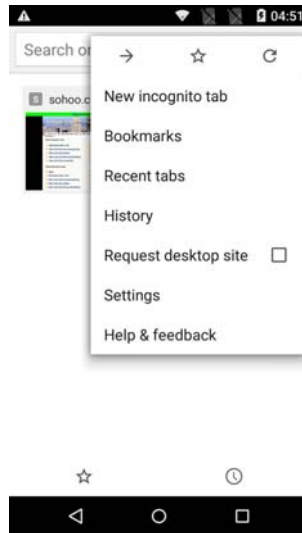 04:51
Search or
S sohoo.c
New incognito tab
Bookmarks
Recent tabs
History
Request desktop site
Settings
Help & feedback